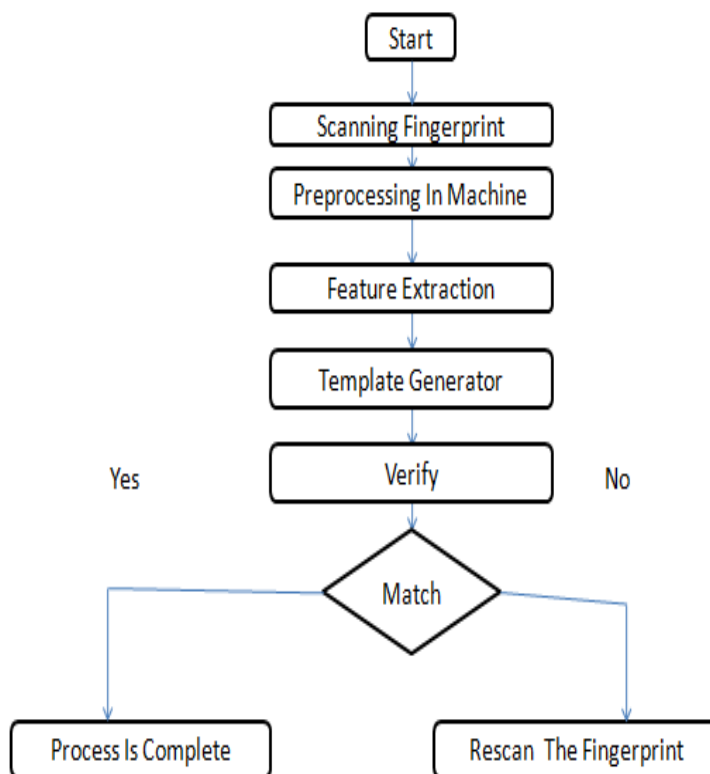 Start
Scanning Fingerprint
Preprocessing In Machine
Feature Extraction
Template Generator
Yes
Verify
No
Match
Process Is Complete
Rescan The Fingerprint